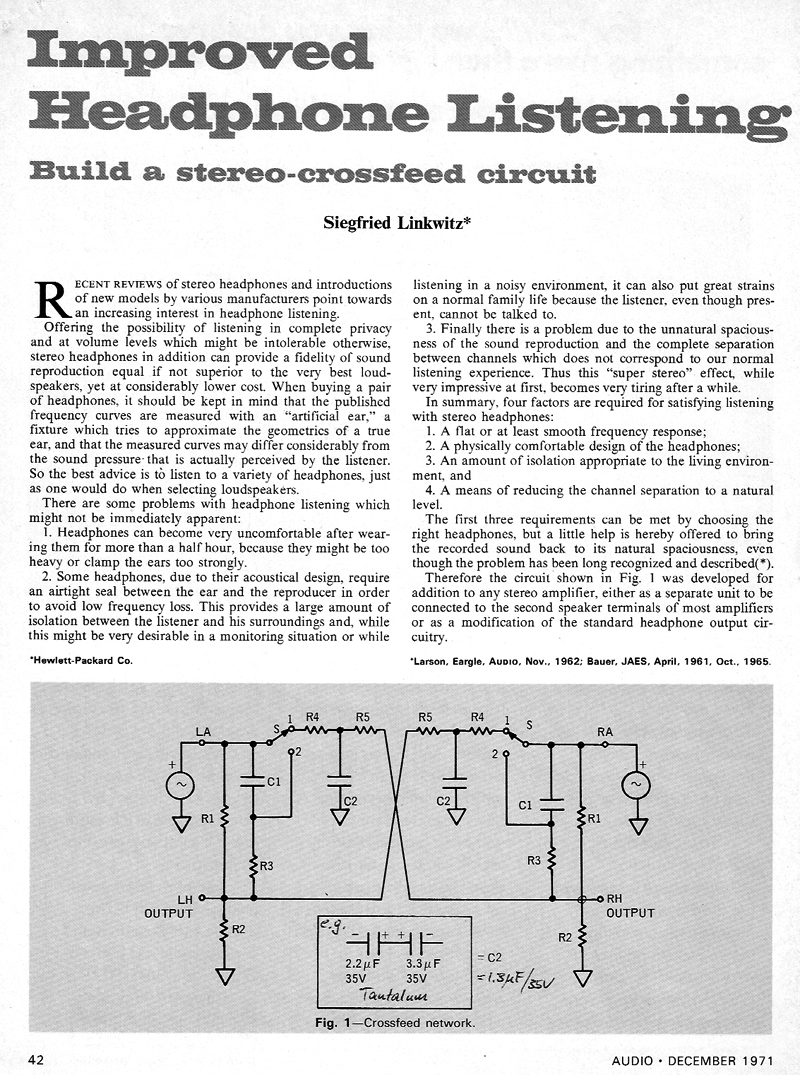 Improved
Headphone Listening
Build a stereo-crossfeed circuit
Siegfried Linkwitz*
RECENT REVIEWS of stereo headphones and introductions
of new models by various manufacturers point towards
an increasing interest in headphone listening.
Offering the possibility of listening in complete privacy
and at volume levels which might be intolerable otherwise,
stereo headphones in addition can provide a fidelity of sound
reproduction equal if not superior to the very best loud-
speakers, yet at considerably lower cost. When buying a pair
of headphones, it should be kept in mind that the published
frequency curves are measured with an “artificial ear,” a
fixture which tries to approximate the geometrics of a true
ear, and that the measured curves may differ considerably from
the sound pressure that is actually perceived by the listener.
So the best advice is to listen to a variety of headphones, just
as one would do when selecting loudspeakers.
There are some problems with headphone listening which
might not be immediately apparent:
1. Headphones can become very uncomfortable after wear-
ing them for more than a half hour, because they might be too
heavy or clamp the ears too strongly.
2. Some headphones, due to their acoustical design, require
an airtight seal between the ear and the reproducer in order
to avoid low frequency loss. This provides a large amount of
isolation between the listener and his surroundings and, while
this might be very desirable in a monitoring situation or while
*Hewlett-Packard Co.
listening in a noisy environment, it can also put great strains
on a normal family life because the listener, even though pres-
ent, cannot be talked to.
3. Finally there is a problem due to the unnatural spacious-
ness of the sound reproduction and the complete separation
between channels which does not correspond to our normal
listening experience. Thus this “super stereo” effect, while
very impressive at first, becomes very tiring after a while.
In summary, four factors are required for satisfying listening
with stereo headphones:
1. A flat or at least smooth frequency response;
2. A physically comfortable design of the headphones;
3. An amount of isolation appropriate to the living environ-
ment, and
4. A means of reducing the channel separation to a natural
level.
The first three requirements can be met by choosing the
right headphones, but a little help is hereby offered to bring
the recorded sound back to its natural spaciousness, even
though the problem has been long recognized and described(*).
Therefore the circuit shown in Fig. 1 was developed for
addition to any stereo amplifier, either as a separate unit to be
connected to the second speaker terminals of most amplifiers
or as a modification of the standard headphone output cir-
cuitry.
*Larson, Eargle, AUDIO, Nov., 1962; Bauer, JAES, April, 1961, Oct., 1965.
LA S 1 R4 R5 R5 R4 1 S RA
2 2
+ C1 C2 C2 C1 +
R1 R1
R3 R3
LH
OUTPUT
RH
OUTPUT
R2 R2
e.g.
- + + -
2.2μF 3.3μF
35V 35V
Tantalum
= C2
= 1.3μF/35V
Fig. 1—Crossfeed network.
42
AUDIO • DECEMBER 1971